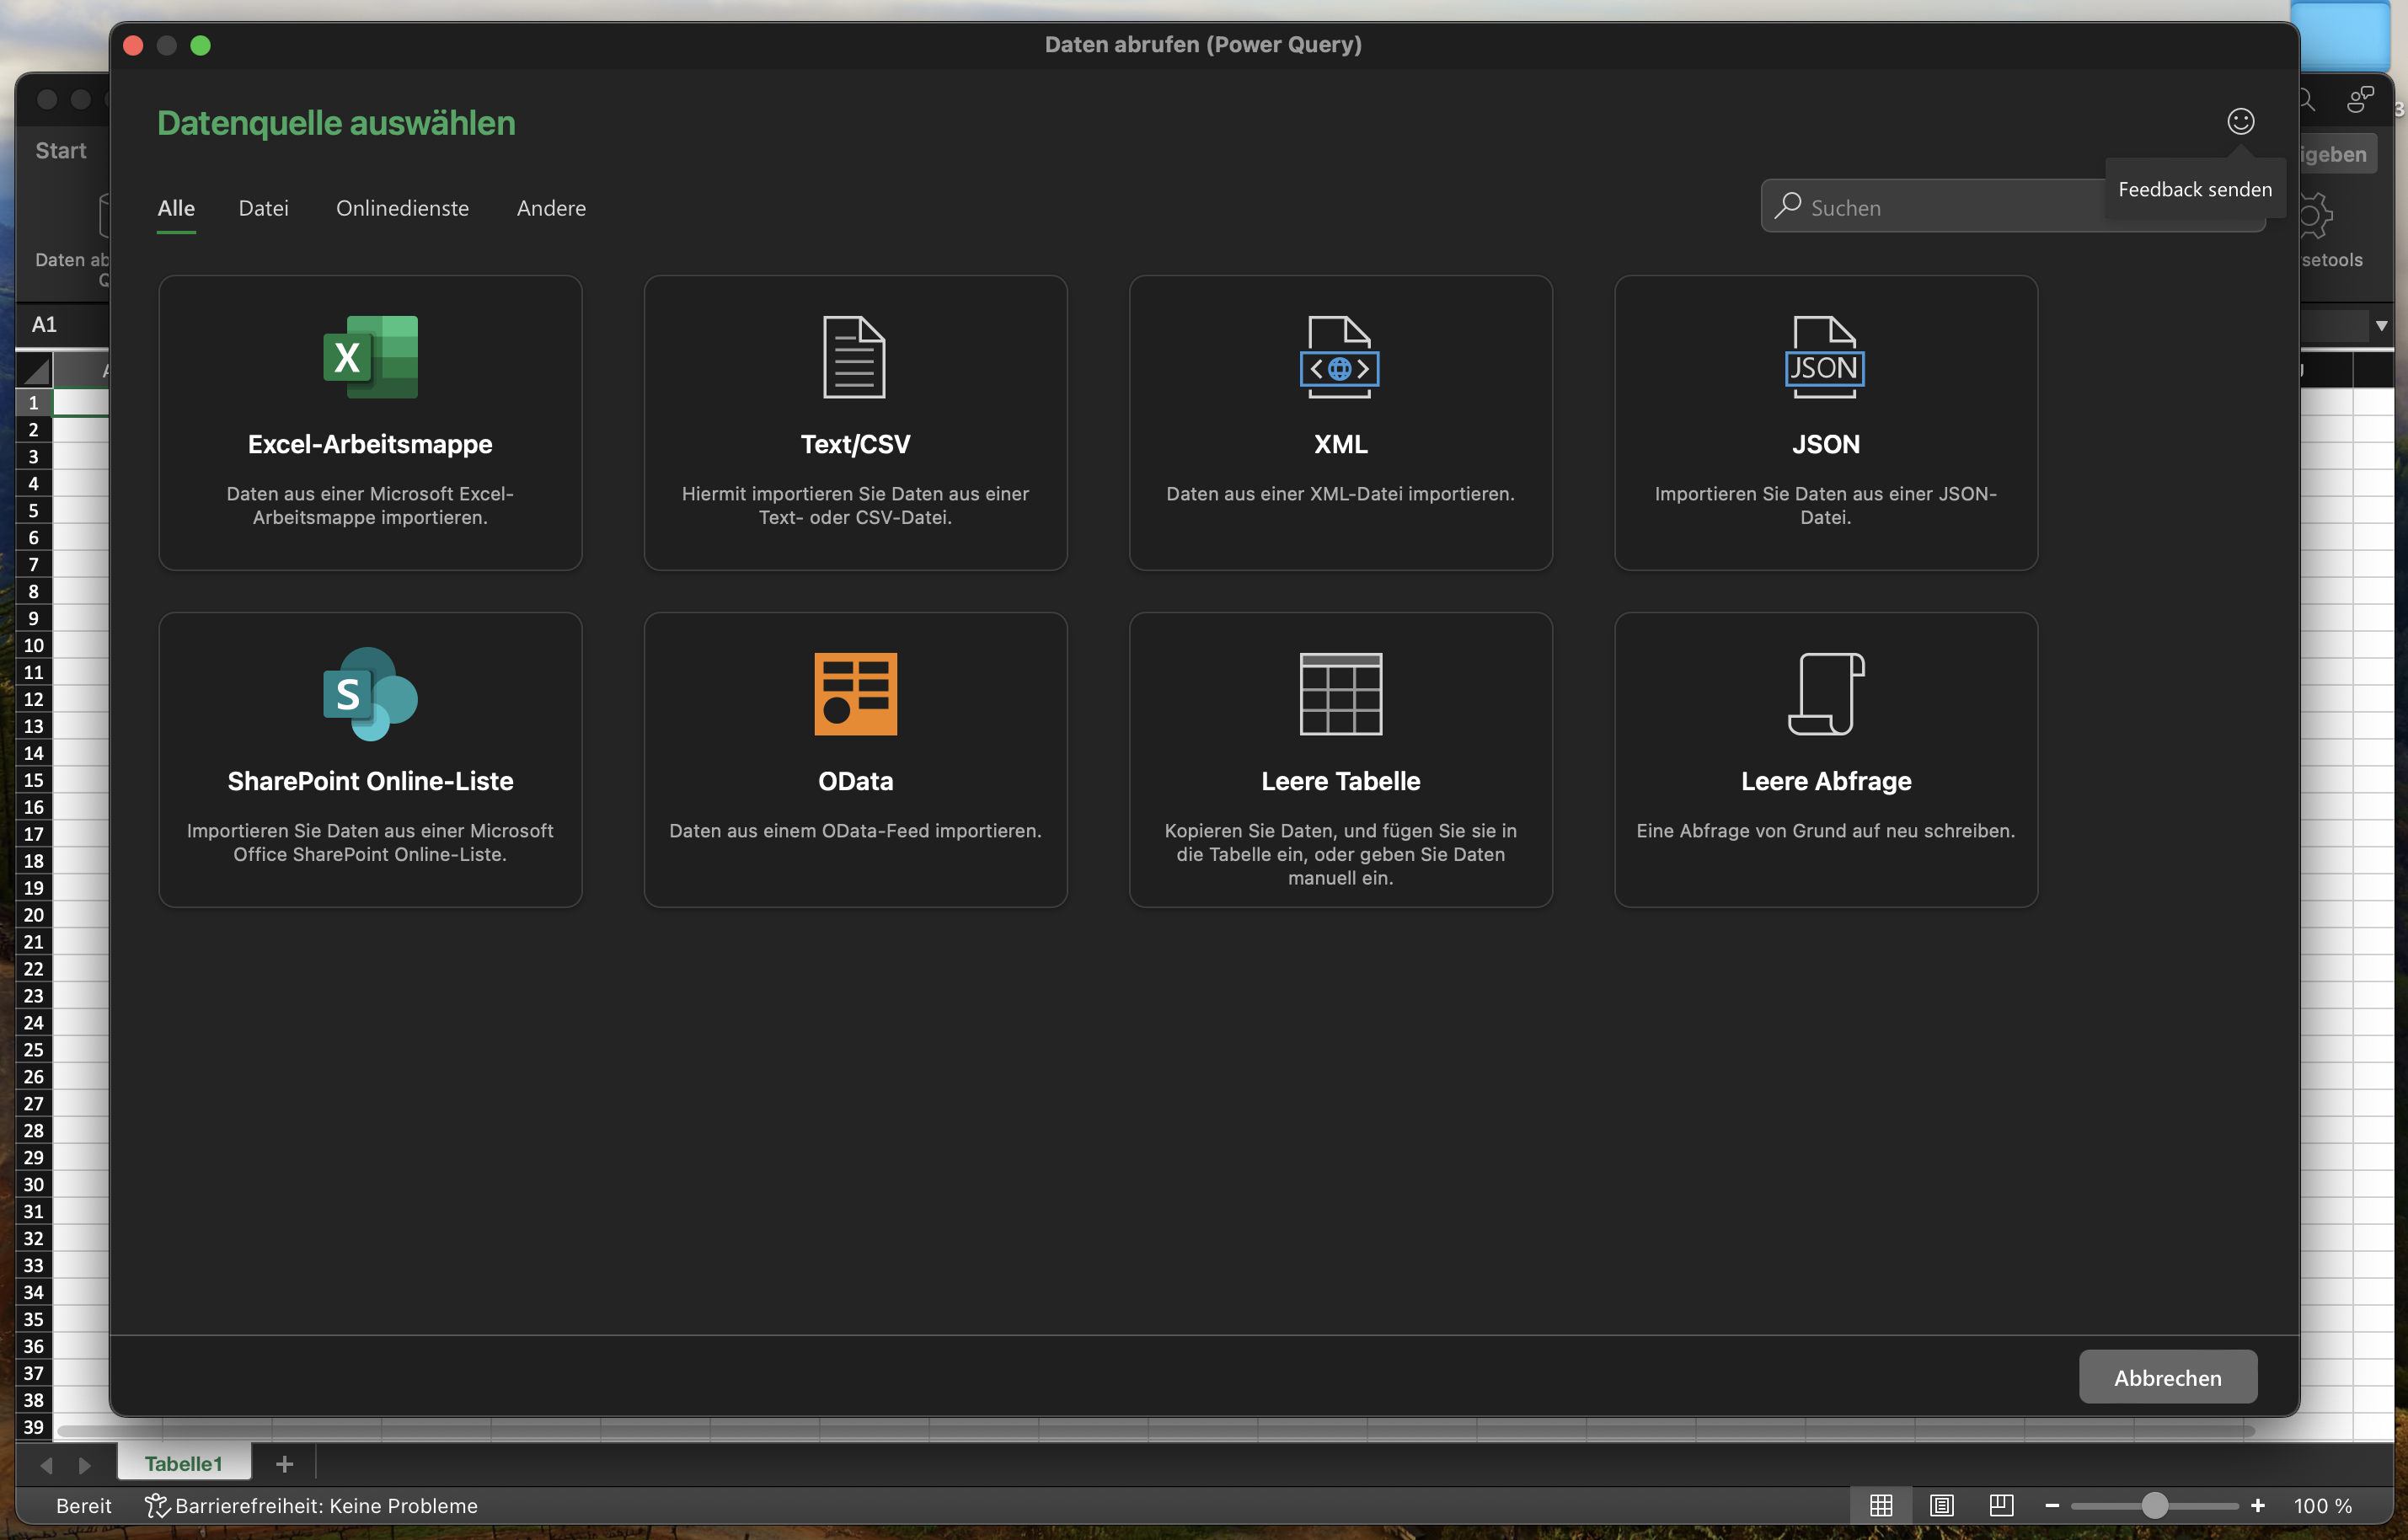 Daten abrufen (Power Query)
Datenquelle auswählen
Start
igeben
Feedback senden
Alle Datei Onlinedienste Andere
Suchen
Daten ab
setools
A1
X
Excel-Arbeitsmappe
Daten aus einer Microsoft Excel-
Arbeitsmappe importieren.
Text/CSV
Hiermit importieren Sie Daten aus einer
Text- oder CSV-Datei.
XML
Daten aus einer XML-Datei importieren.
JSON
JSON
Importieren Sie Daten aus einer JSON-
Datei.
S
SharePoint Online-Liste
Importieren Sie Daten aus einer Microsoft
Office SharePoint Online-Liste.
OData
Daten aus einem OData-Feed importieren.
Leere Tabelle
Kopieren Sie Daten, und fügen Sie sie in
die Tabelle ein, oder geben Sie Daten
manuell ein.
Leere Abfrage
Eine Abfrage von Grund auf neu schreiben.
1
2
3
4
5
6
7
8
9
10
11
12
13
14
15
16
17
18
19
20
21
22
23
24
25
26
27
28
29
30
31
32
33
34
35
36
37
38
39
Abbrechen
Tabelle1 +
Bereit Barrierefreiheit: Keine Probleme
− + 100 %